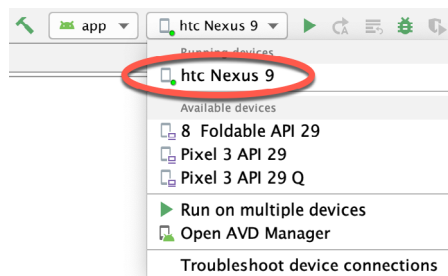 app
htc Nexus 9
Running devices
htc Nexus 9
Available devices
8 Foldable API 29
Pixel 3 API 29
Pixel 3 API 29 Q
Run on multiple devices
Open AVD Manager
Troubleshoot device connections